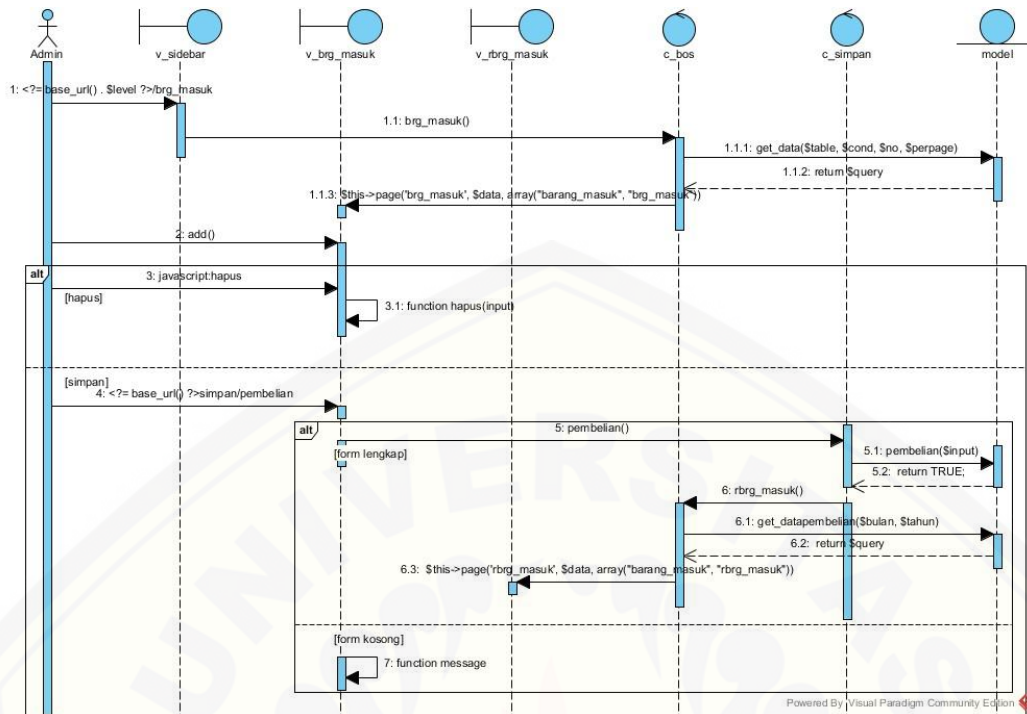 Admin
v_sidebar
v_brg_masuk
v_rbrg_masuk
c_bos
c_simpan
model
1: <?= base_url() . $level ?>/brg_masuk
1.1: brg_masuk()
1.1.1: get_data($table, $cond, $no, $perpage)
1.1.2: return $query
1.1.3: $this->page('brg_masuk', $data, array("barang_masuk", "brg_masuk"))
2: add()
alt
3: javascript:hapus
[hapus]
3.1: function hapus(input)
[simpan]
4: <?= base_url() ?>simpan/pembelian
alt
5: pembelian()
[form lengkap]
5.1: pembelian($input)
5.2: return TRUE;
6: rbrg_masuk()
6.1: get_datapembelian($bulan, $tahun)
6.2: return $query
6.3: $this->page('rbrg_masuk', $data, array("barang_masuk", "rbrg_masuk"))
[form kosong]
7: function message
UNIVERSITAS
Powered By Visual Paradigm Community Edition